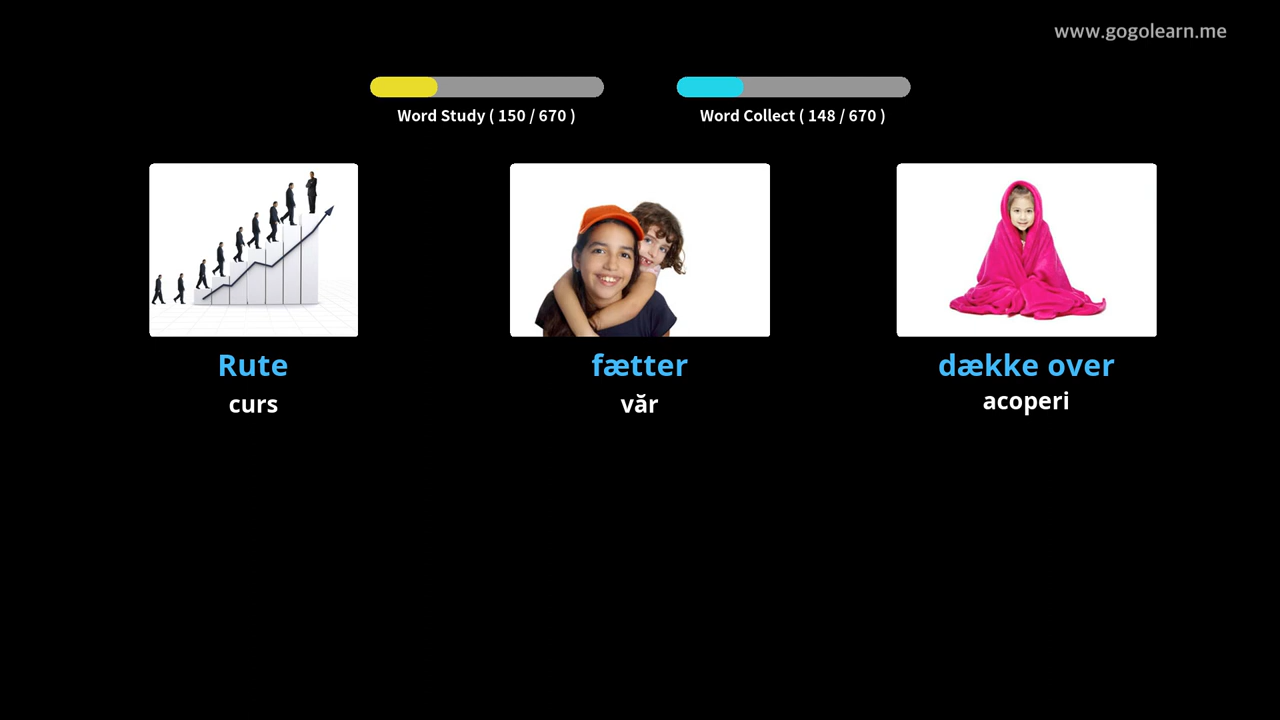 www.gogolearn.me
Word Study ( 150 / 670 )
Word Collect ( 148 / 670 )
Rute
curs
fætter
văr
dække over
acoperi